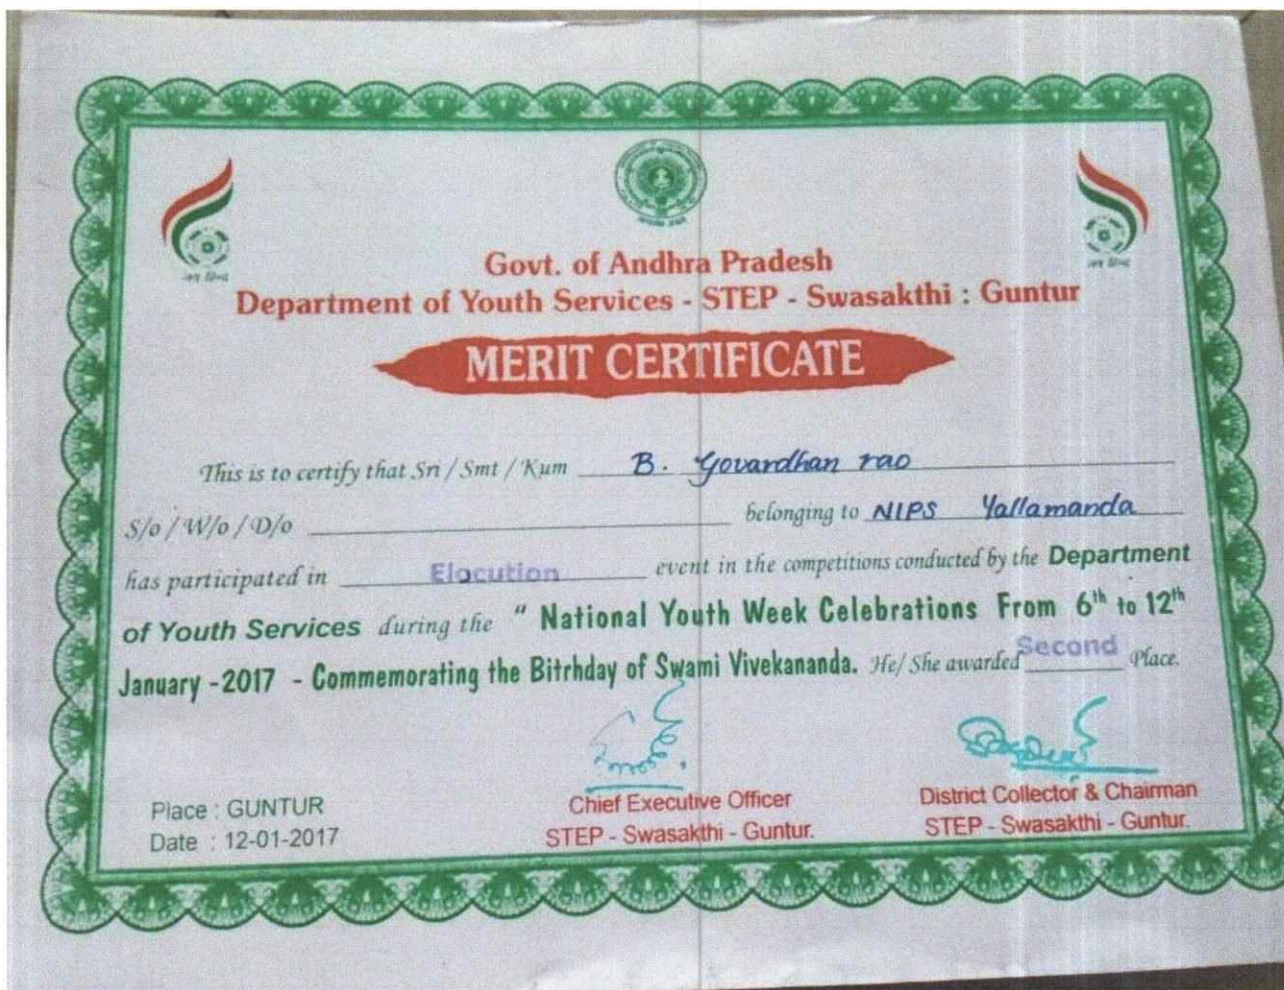 Govt. of Andhra Pradesh
Department of Youth Services - STEP - Swasakthi : Guntur
MERIT CERTIFICATE
This is to certify that Sri / Smt / Kum B. Govardhan rao
S/o / W/o / D/o belonging to NIPS Yallamanda
has participated in Elocution event in the competitions conducted by the Department
of Youth Services during the " National Youth Week Celebrations From 6th to 12th
January -2017 - Commemorating the Bitrhday of Swami Vivekananda. He/ She awarded Second Place.
Place : GUNTUR
Date : 12-01-2017
Chief Executive Officer
STEP - Swasakthi - Guntur.
District Collector & Chairman
STEP - Swasakthi - Guntur.